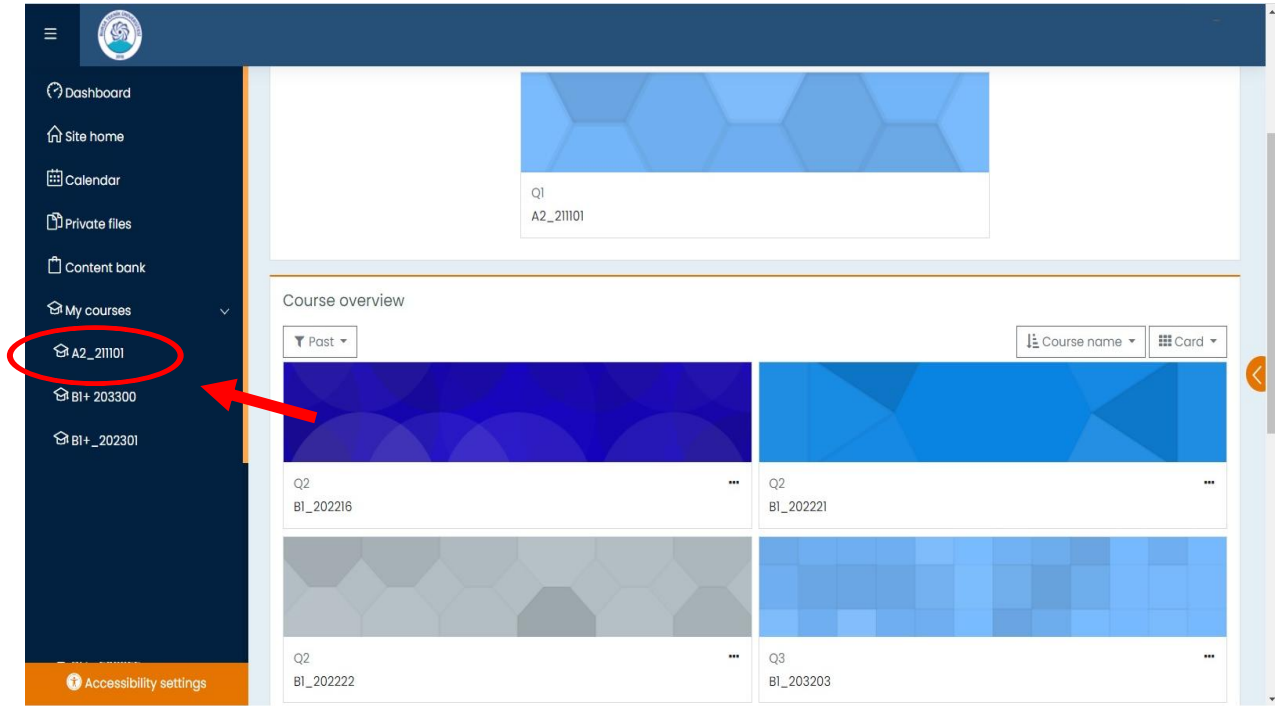 Dashboard
Site home
Calendar
Private files
Content bank
My courses
A2_211101
B1+ 203300
B1+_202301
Accessibility settings
Q1
A2_211101
Course overview
Past
Course name
Card
Q2
B1_202216
Q2
B1_202221
Q2
B1_202222
Q3
B1_203203